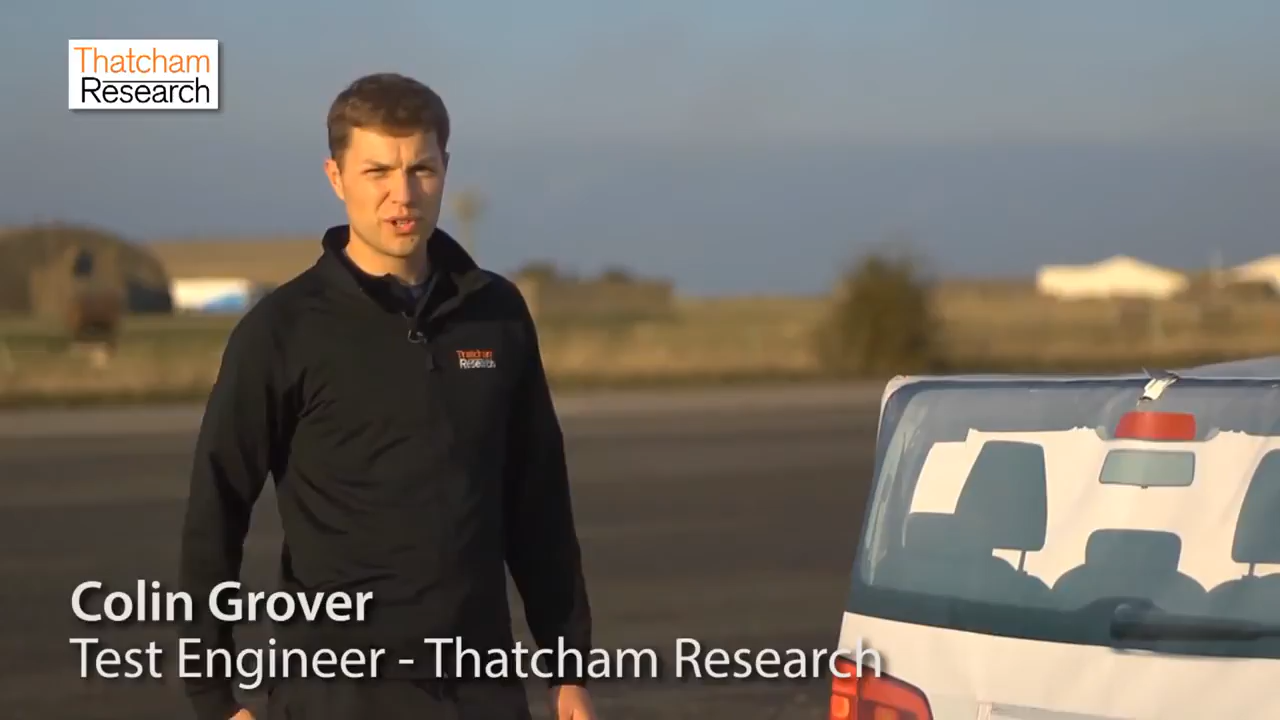 Thatcham
Research
Thatcham
Research
Colin Grover
Test Engineer - Thatcham Research